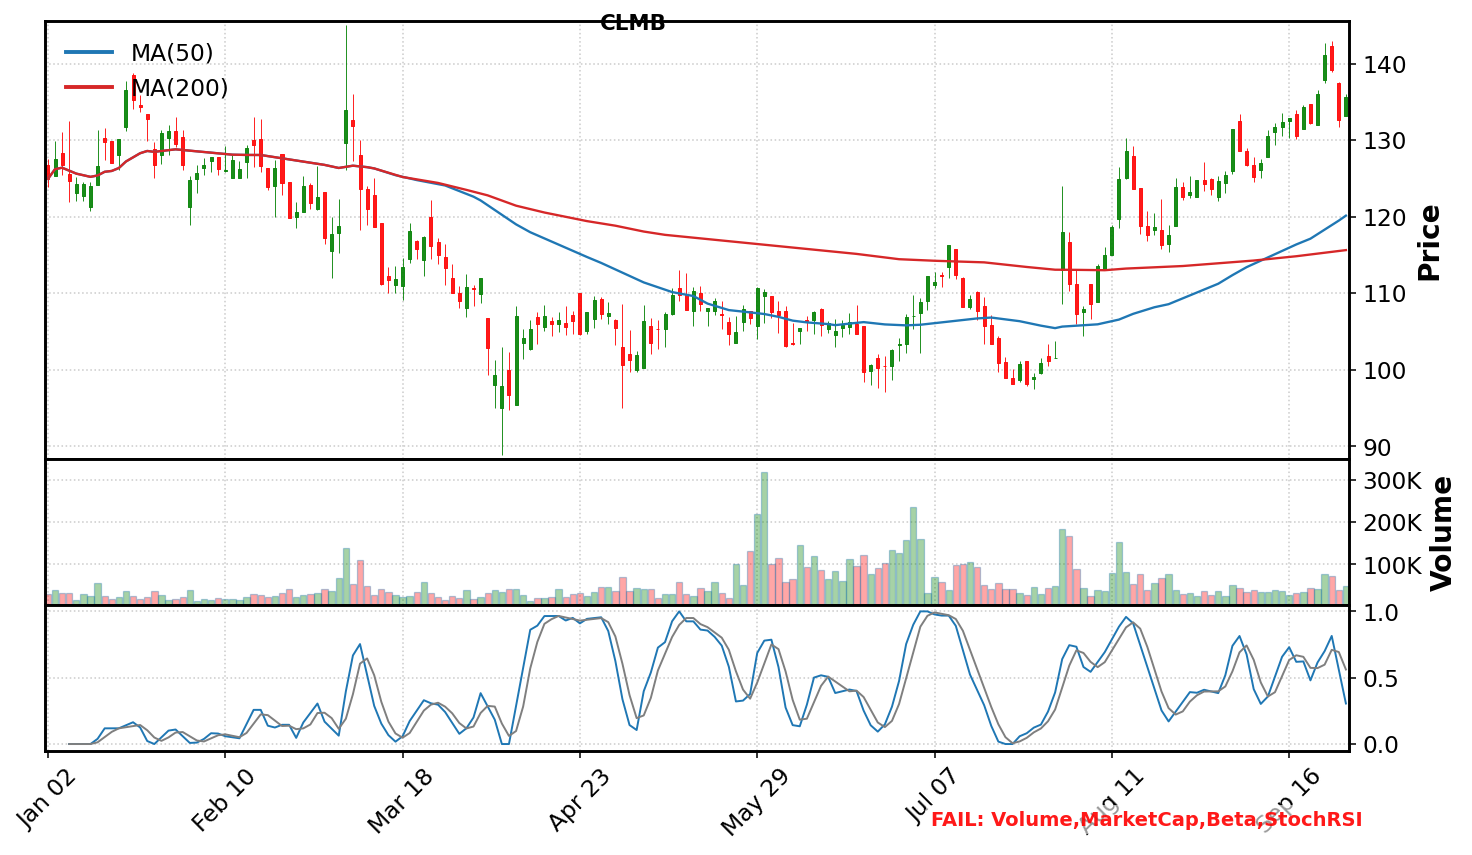 CLMB
MA(50)
MA(200)
140
130
120
110
100
90
Price
300K
200K
100K
Volume
1.0
0.5
0.0
Jan 02
Feb 10
Mar 18
Apr 23
May 29
Jul 07
Aug 11
Sep 16
FAIL: Volume,MarketCap,Beta,StochRSI